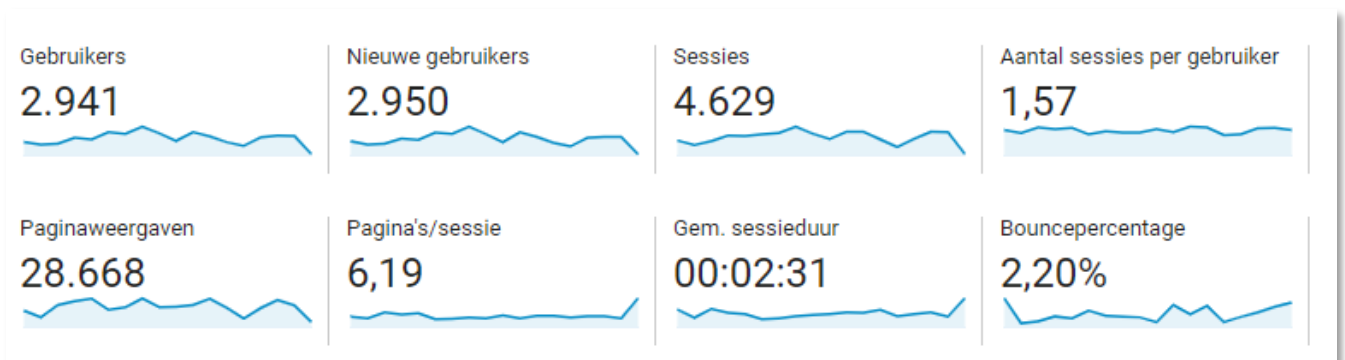 Gebruikers
2.941
Nieuwe gebruikers
2.950
Sessies
4.629
Aantal sessies per gebruiker
1,57
Paginaweergaven
28.668
Pagina's/sessie
6,19
Gem. sessieduur
00:02:31
Bouncepercentage
2,20%